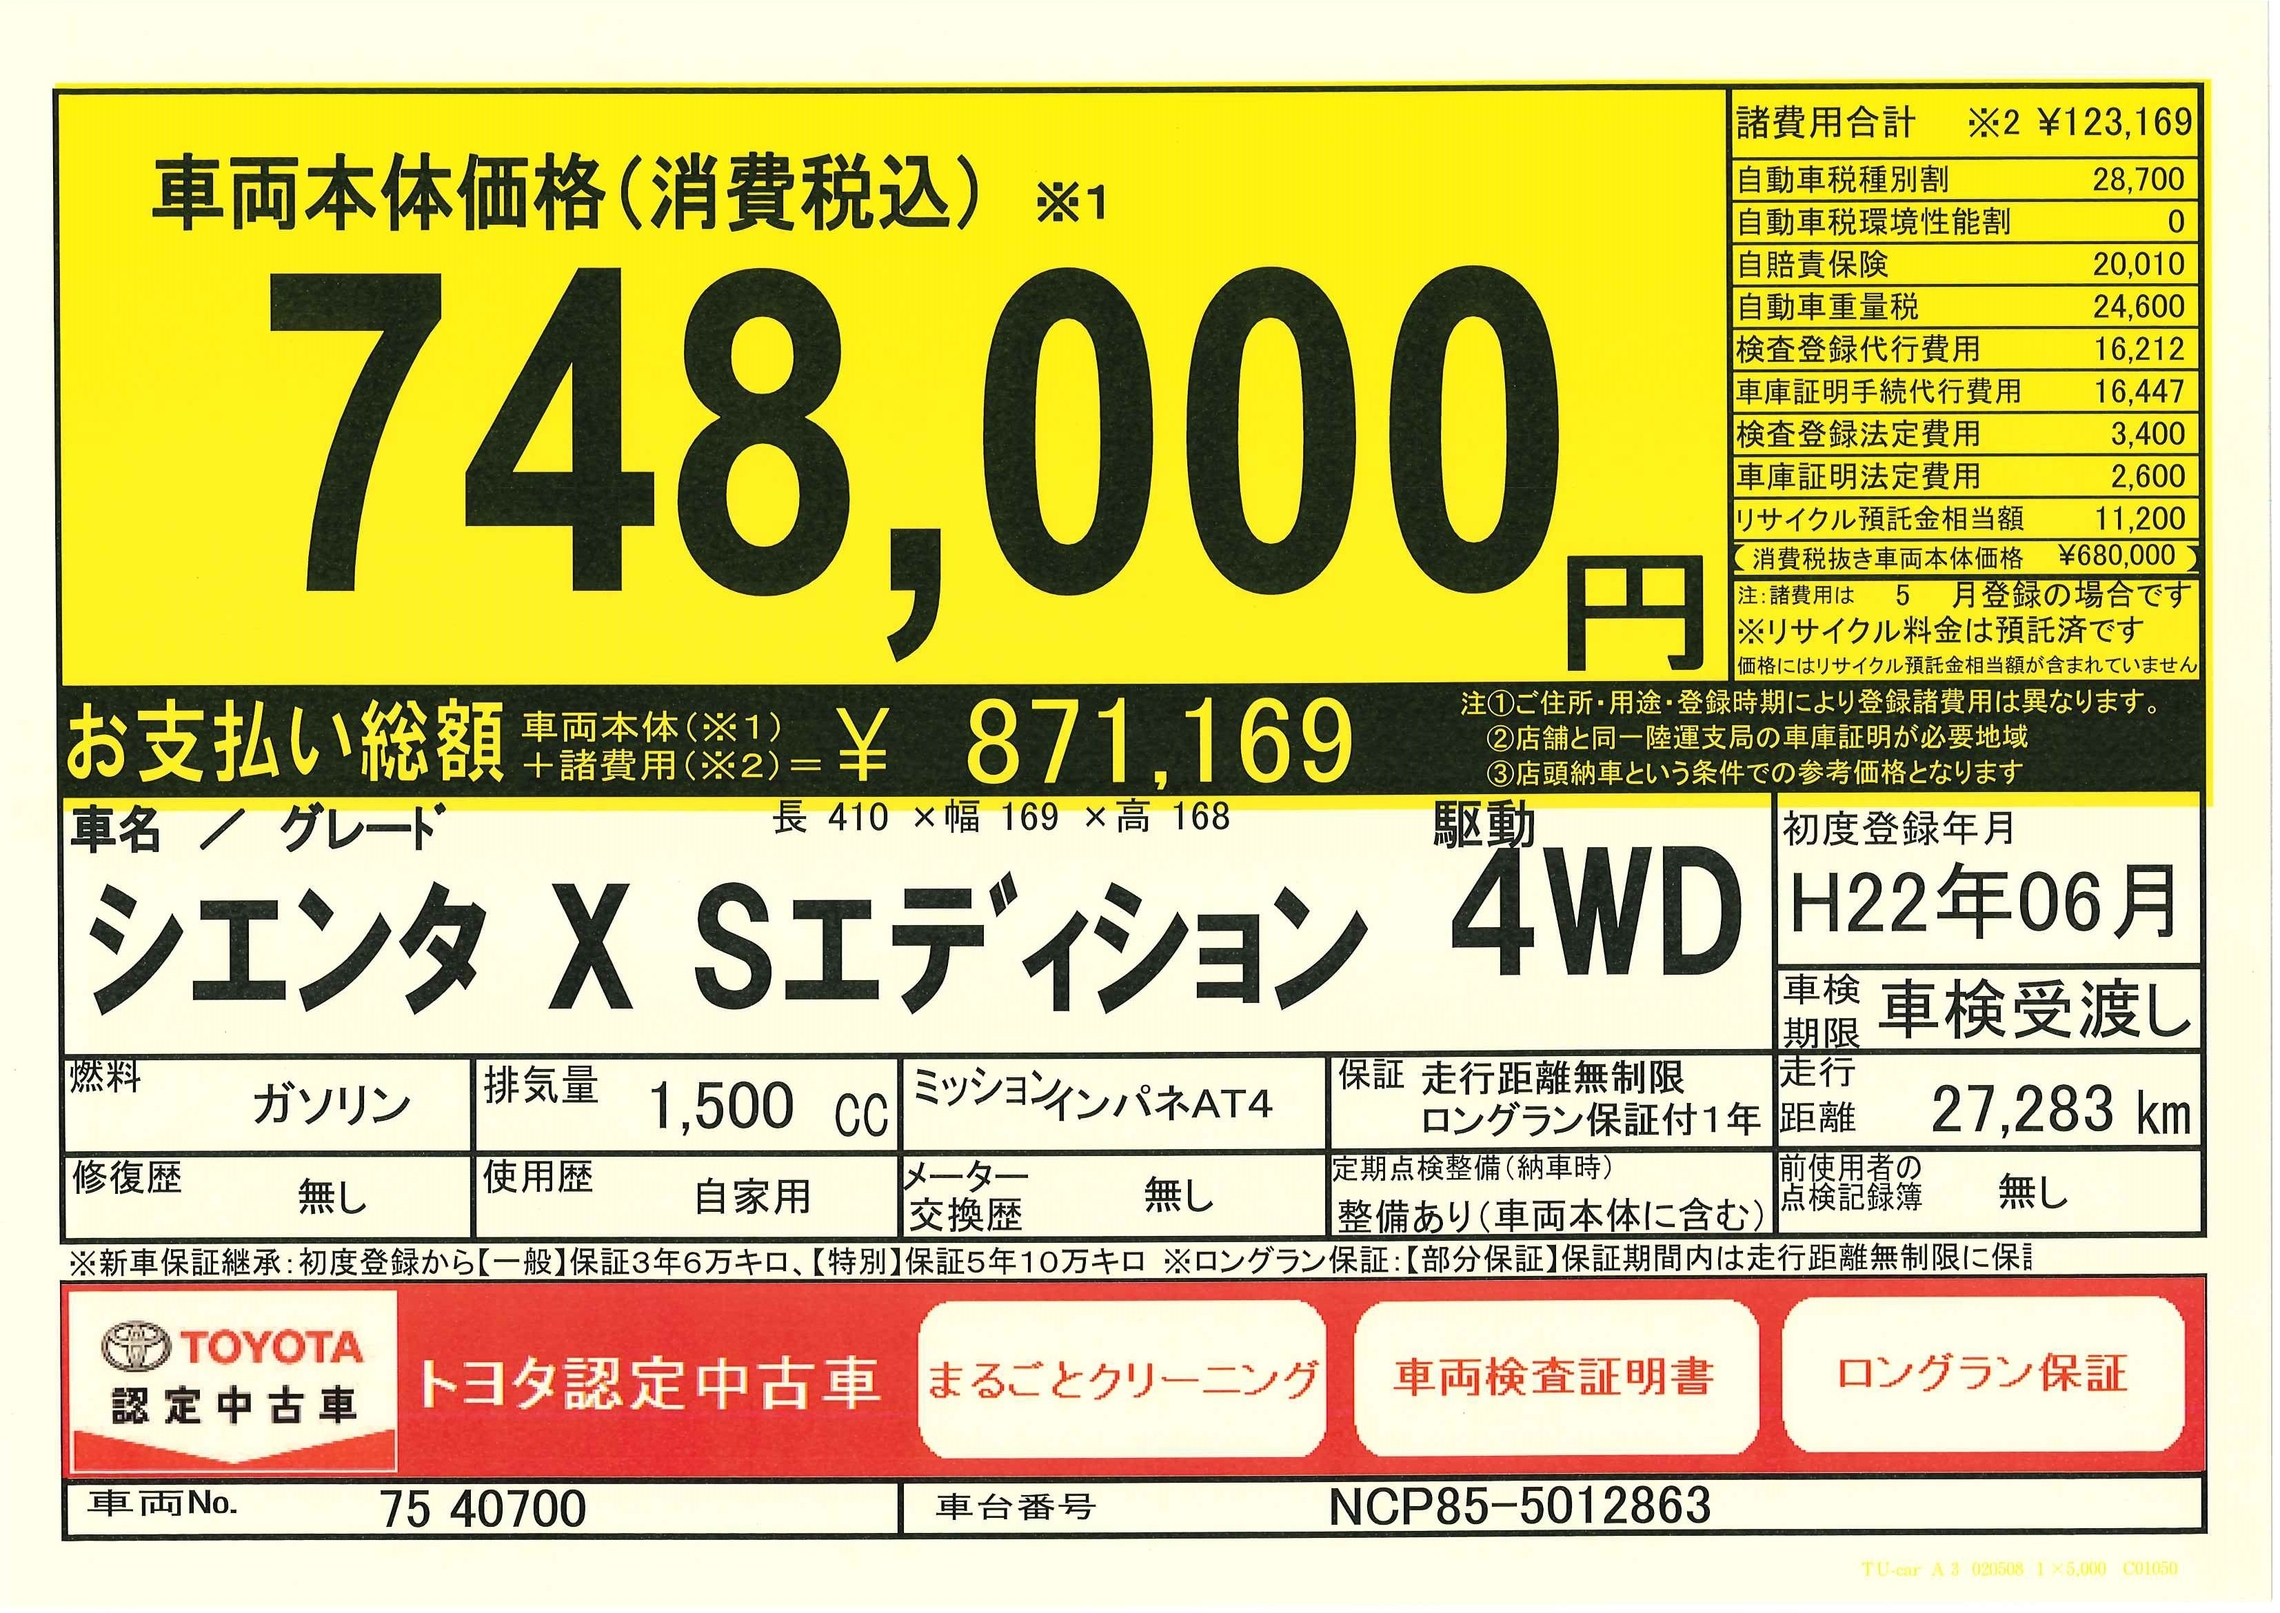 車両本体価格(消費税込) ※1
748,000円
諸費用合計 ※2 ¥123,169
自動車税種別割 28,700
自動車税環境性能割 0
自賠責保険 20,010
自動車重量税 24,600
検査登録代行費用 16,212
車庫証明手続代行費用 16,447
検査登録法定費用 3,400
車庫証明法定費用 2,600
リサイクル預託金相当額 11,200
(消費税抜き車両本体価格 ¥680,000)
注:諸費用は 5 月登録の場合です
※リサイクル料金は預託済です
価格にはリサイクル預託金相当額が含まれていません
お支払い総額 車両本体(※1)
+諸費用(※2)= ¥ 871,169
注①ご住所・用途・登録時期により登録諸費用は異なります。
②店舗と同一陸運支局の車庫証明が必要地域
③店頭納車という条件での参考価格となります
車名 / グレード 長 410 ×幅 169 ×高 168
シエンタ X Sエディション
駆動
4WD
初度登録年月
H22年06月
車検
期限 車検受渡し
燃料 ガソリン
排気量 1,500 CC
ミッション インパネAT4
保証 走行距離無制限
ロングラン保証付1年
走行
距離 27,283 km
修復歴 無し
使用歴 自家用
メーター
交換歴 無し
定期点検整備(納車時)
整備あり(車両本体に含む)
前使用者の
点検記録簿 無し
※新車保証継承:初度登録から【一般】保証3年6万キロ、【特別】保証5年10万キロ ※ロングラン保証:【部分保証】保証期間内は走行距離無制限に保
TOYOTA
認定中古車
トヨタ認定中古車
まるごとクリーニング
車両検査証明書
ロングラン保証
車両No. 75 40700
車台番号 NCP85-5012863
TU-car A3 020508 1×5,000 C01050